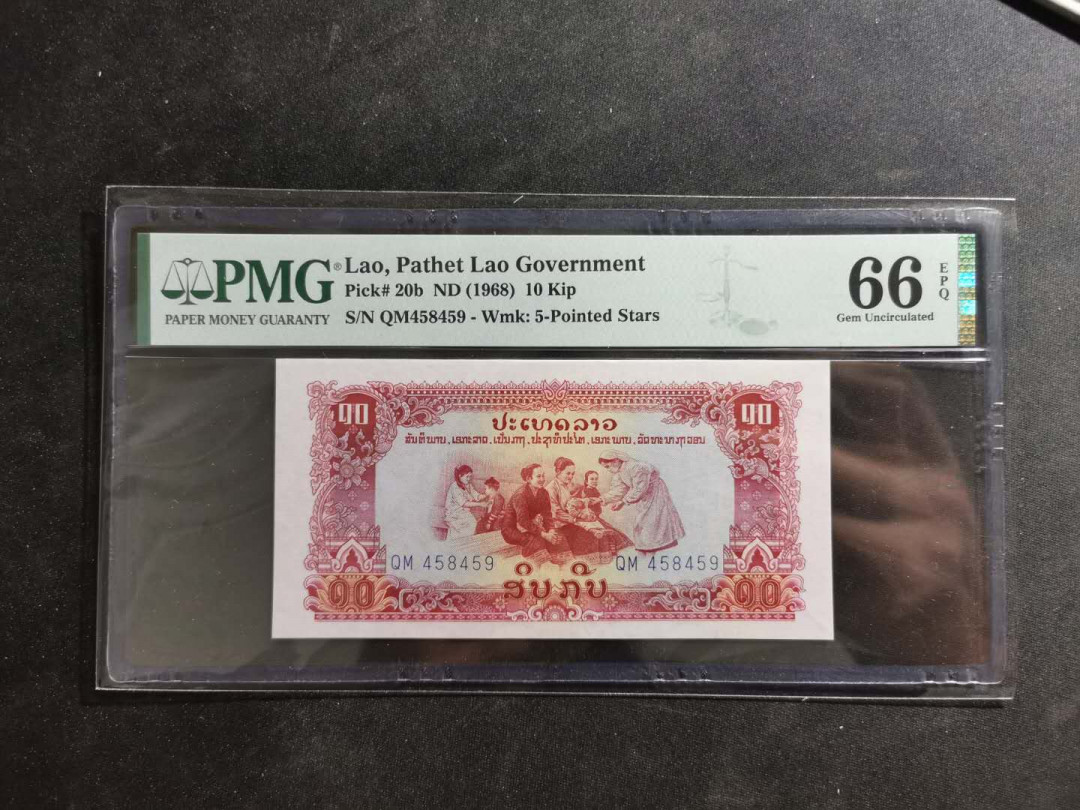 PMG® Lao, Pathet Lao Government
Pick# 20b ND (1968) 10 Kip
S/N QM458459 - Wmk: 5-Pointed Stars
PAPER MONEY GUARANTY
66 EPQ
Gem Uncirculated
໑໐ ໑໐
ປະເທດລາວ
QM 458459 QM 458459
ສິບກີບ
໑໐ ໑໐